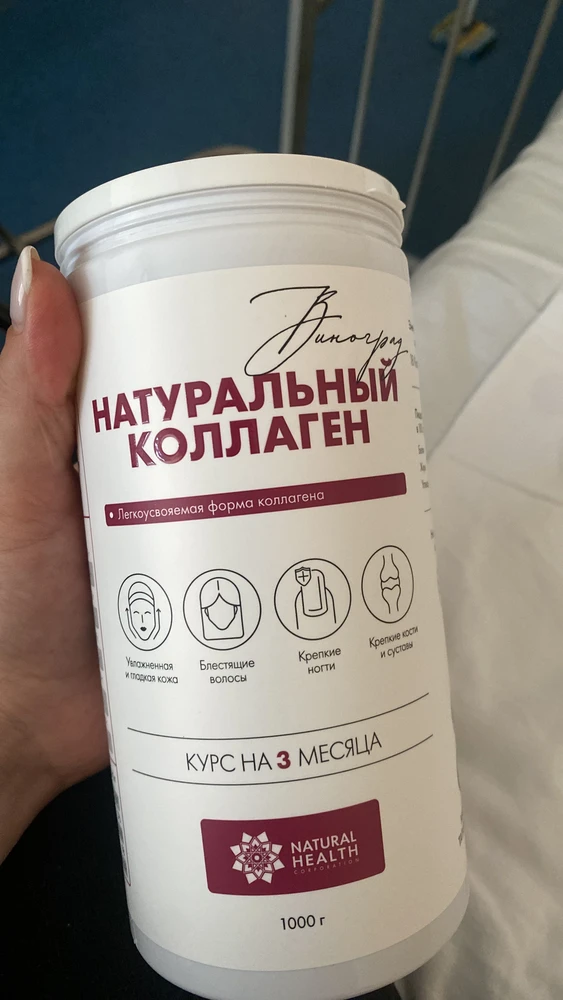 Виноград
НАТУРАЛЬНЫЙ
КОЛЛАГЕН
• Легкоусвояемая форма коллагена
Увлажненная
и гладкая кожа
Блестящие
волосы
Крепкие
ногти
Крепкие кости
и суставы
КУРС НА 3 МЕСЯЦА
NATURAL
HEALTH
CORPORATION
1000 г